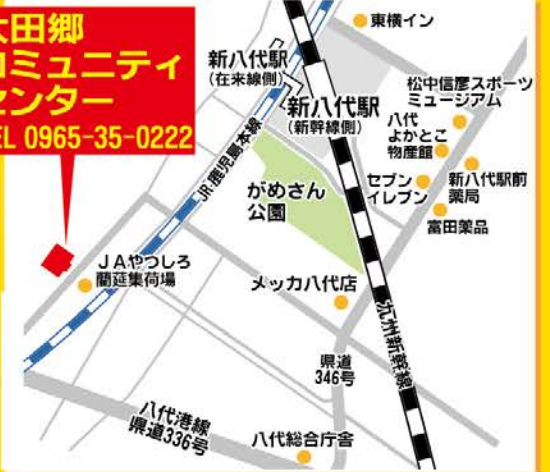 太田郷
コミュニティ
センター
TEL 0965-35-0222
東横イン
新八代駅
(在来線側)
新八代駅
(新幹線側)
松中信彦スポーツ
ミュージアム
八代
よかとこ
物産館
セブン
イレブン
新八代駅前
薬局
富田薬品
JR鹿児島本線
がめさん
公園
JAやつしろ
藺莚集荷場
メッカ八代店
九州新幹線
県道
346号
八代港線
県道336号
八代総合庁舎